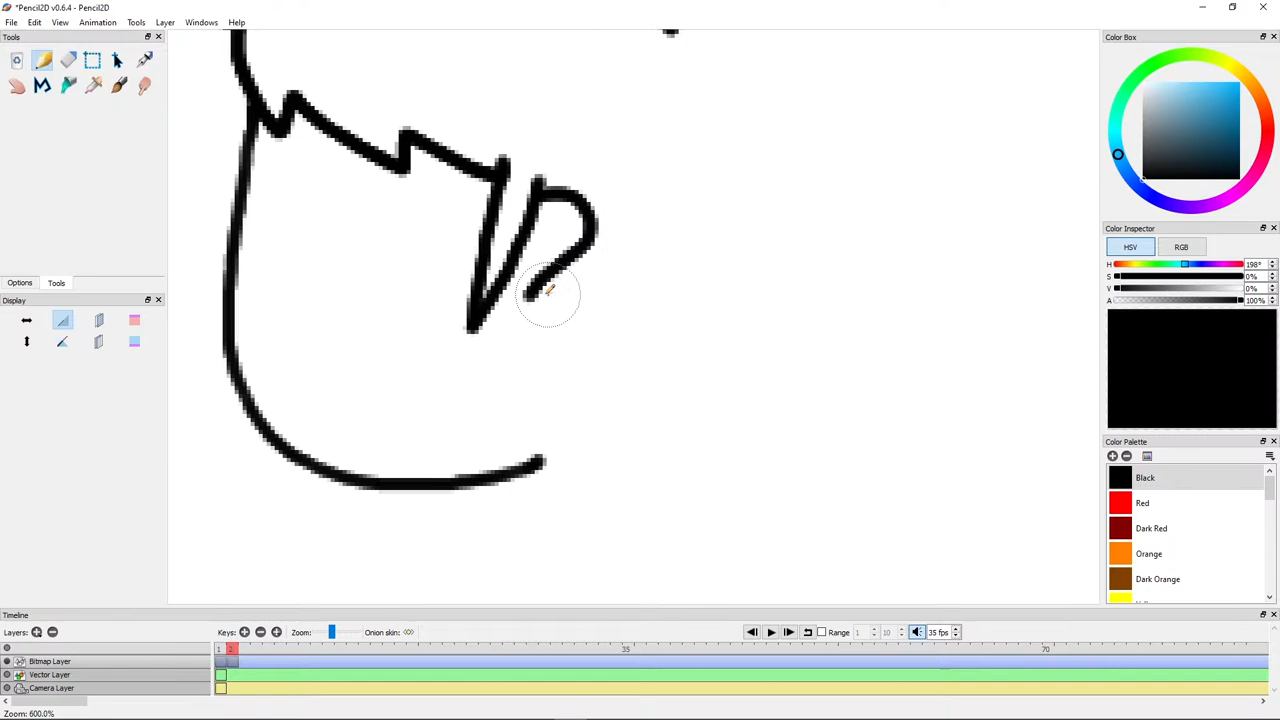 *Pencil2D v0.6.4 - Pencil2D
File Edit View Animation Tools Layer Windows Help
Tools
Color Box
Color Inspector
HSV RGB
H 198°
S 0%
V 0%
A 100%
Options Tools
Display
Color Palette
Black
Red
Dark Red
Orange
Dark Orange
Timeline
Layers: Keys: Zoom: Onion skin: Range 1 10 35 fps
1 2 35 70
Bitmap Layer
Vector Layer
Camera Layer
Zoom: 600.0%